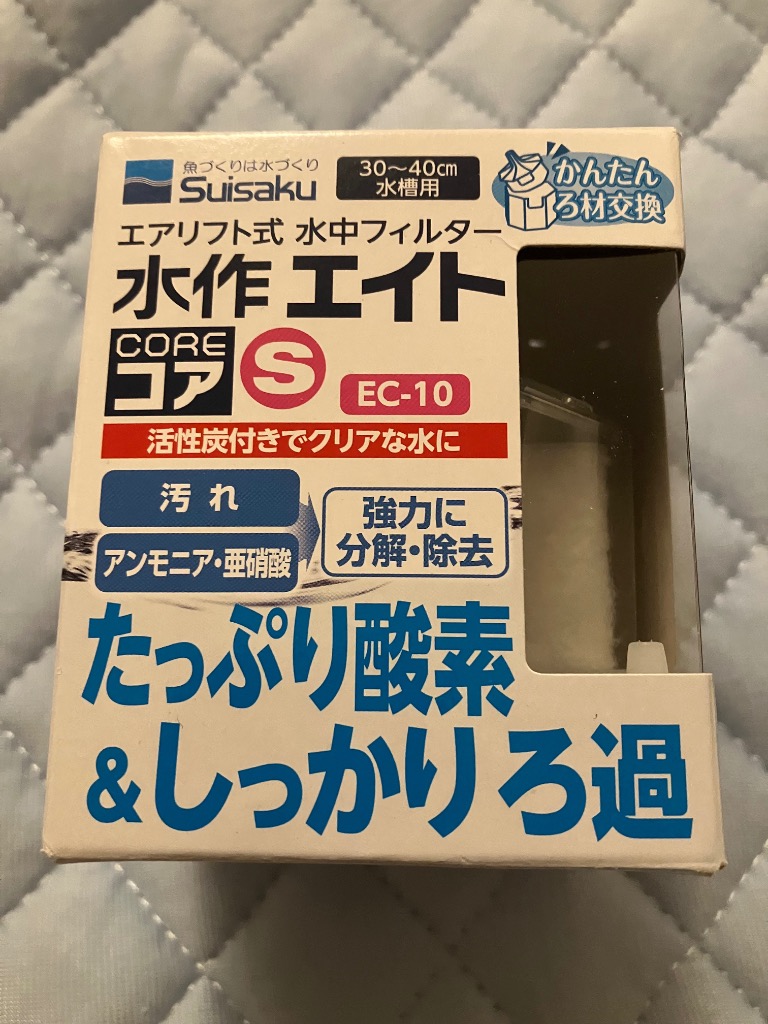 魚づくりは水づくり
Suisaku
30～40㎝
水槽用
かんたん
ろ材交換
エアリフト式 水中フィルター
水作 エイト
CORE
コア
S
EC-10
活性炭付きでクリアな水に
汚れ
アンモニア・亜硝酸
強力に
分解・除去
たっぷり酸素
&しっかりろ過